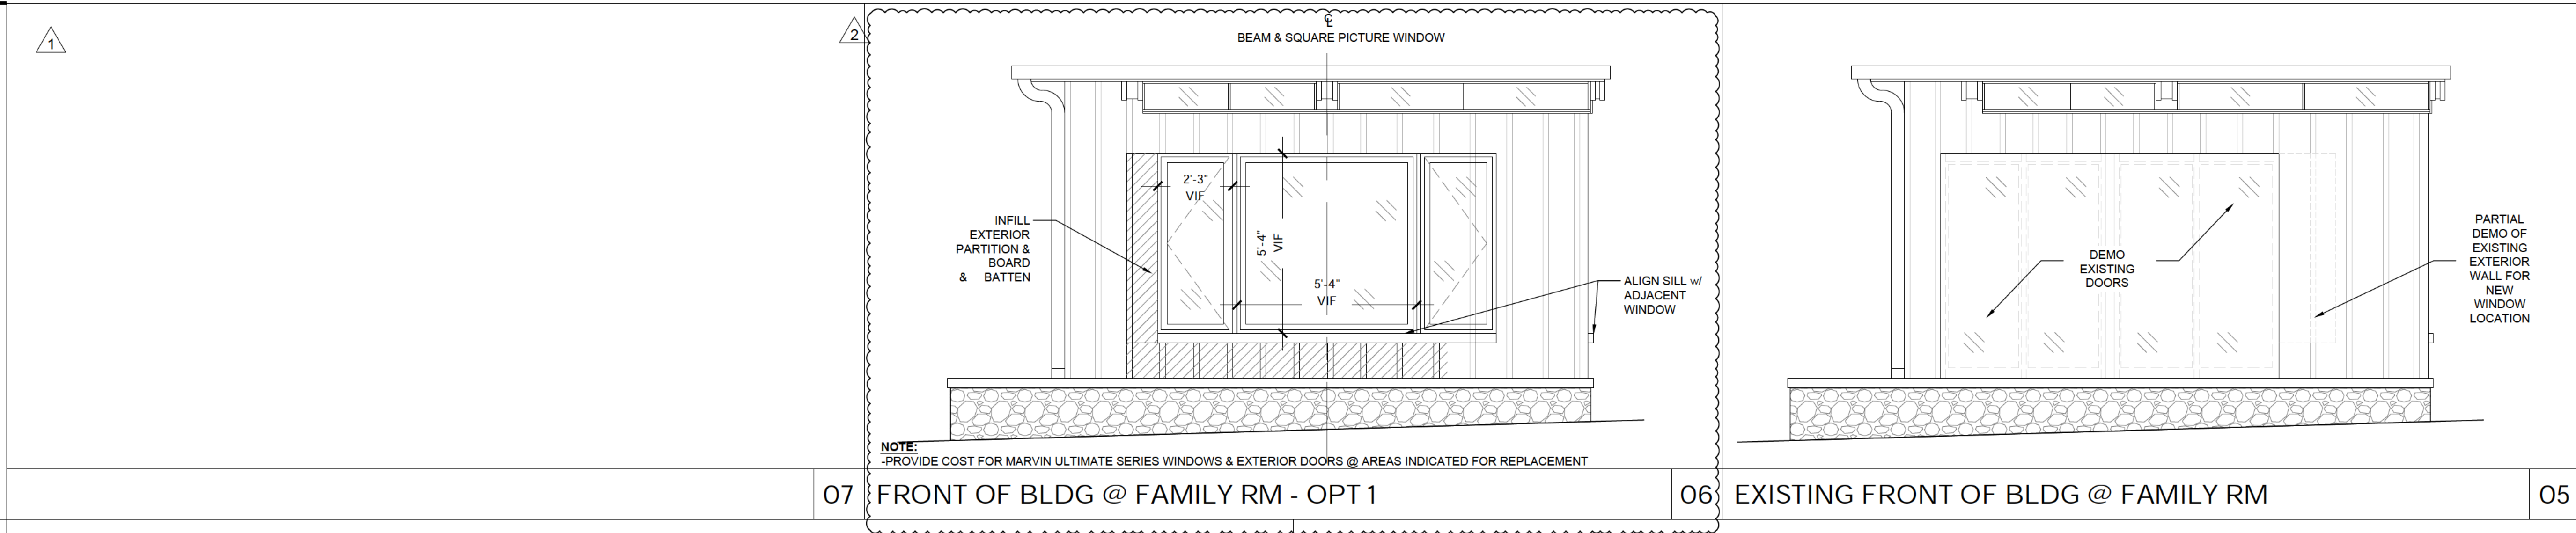 1
2
℄
BEAM & SQUARE PICTURE WINDOW
2'-3"
VIF
INFILL
EXTERIOR
PARTITION &
BOARD
& BATTEN
5'-4"
VIF
5'-4"
VIF
ALIGN SILL w/
ADJACENT
WINDOW
NOTE:
-PROVIDE COST FOR MARVIN ULTIMATE SERIES WINDOWS & EXTERIOR DOORS @ AREAS INDICATED FOR REPLACEMENT
DEMO
EXISTING
DOORS
PARTIAL
DEMO OF
EXISTING
EXTERIOR
WALL FOR
NEW
WINDOW
LOCATION
07
FRONT OF BLDG @ FAMILY RM - OPT 1
06
EXISTING FRONT OF BLDG @ FAMILY RM
05